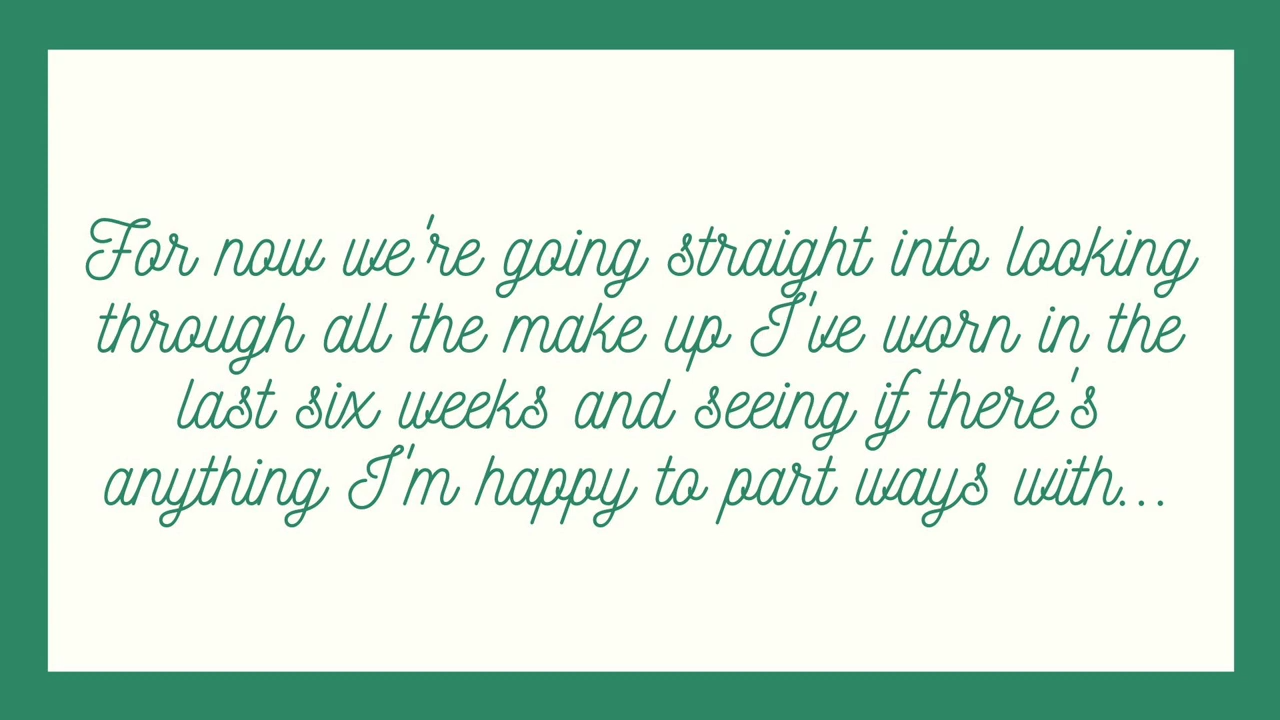 For now we're going straight into looking
through all the make up I've worn in the
last six weeks and seeing if there's
anything I'm happy to part ways with...